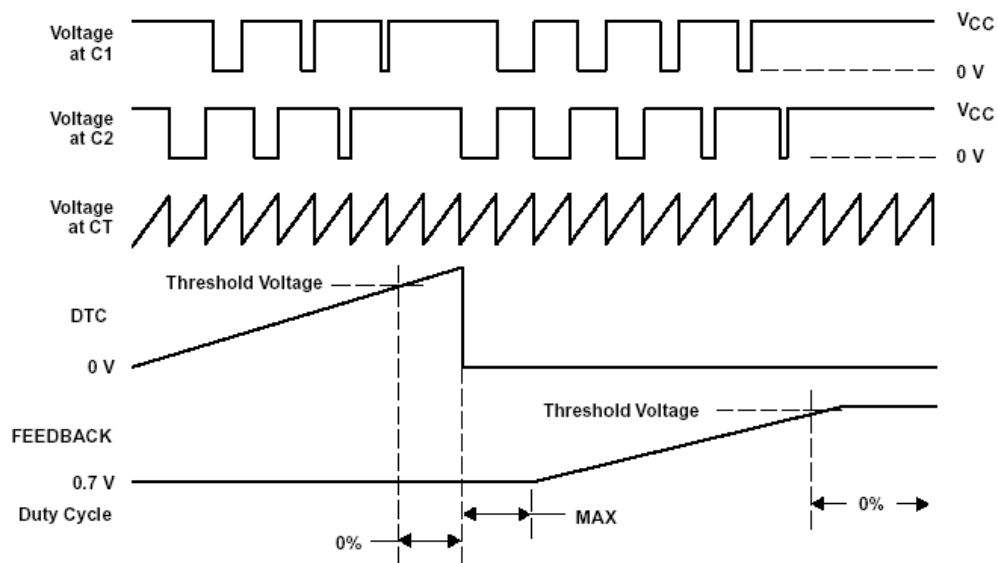 Voltage
at C1
VCC
0 V
Voltage
at C2
VCC
0 V
Voltage
at CT
Threshold Voltage
DTC
0 V
Threshold Voltage
FEEDBACK
0.7 V
Duty Cycle
0%
MAX
0%